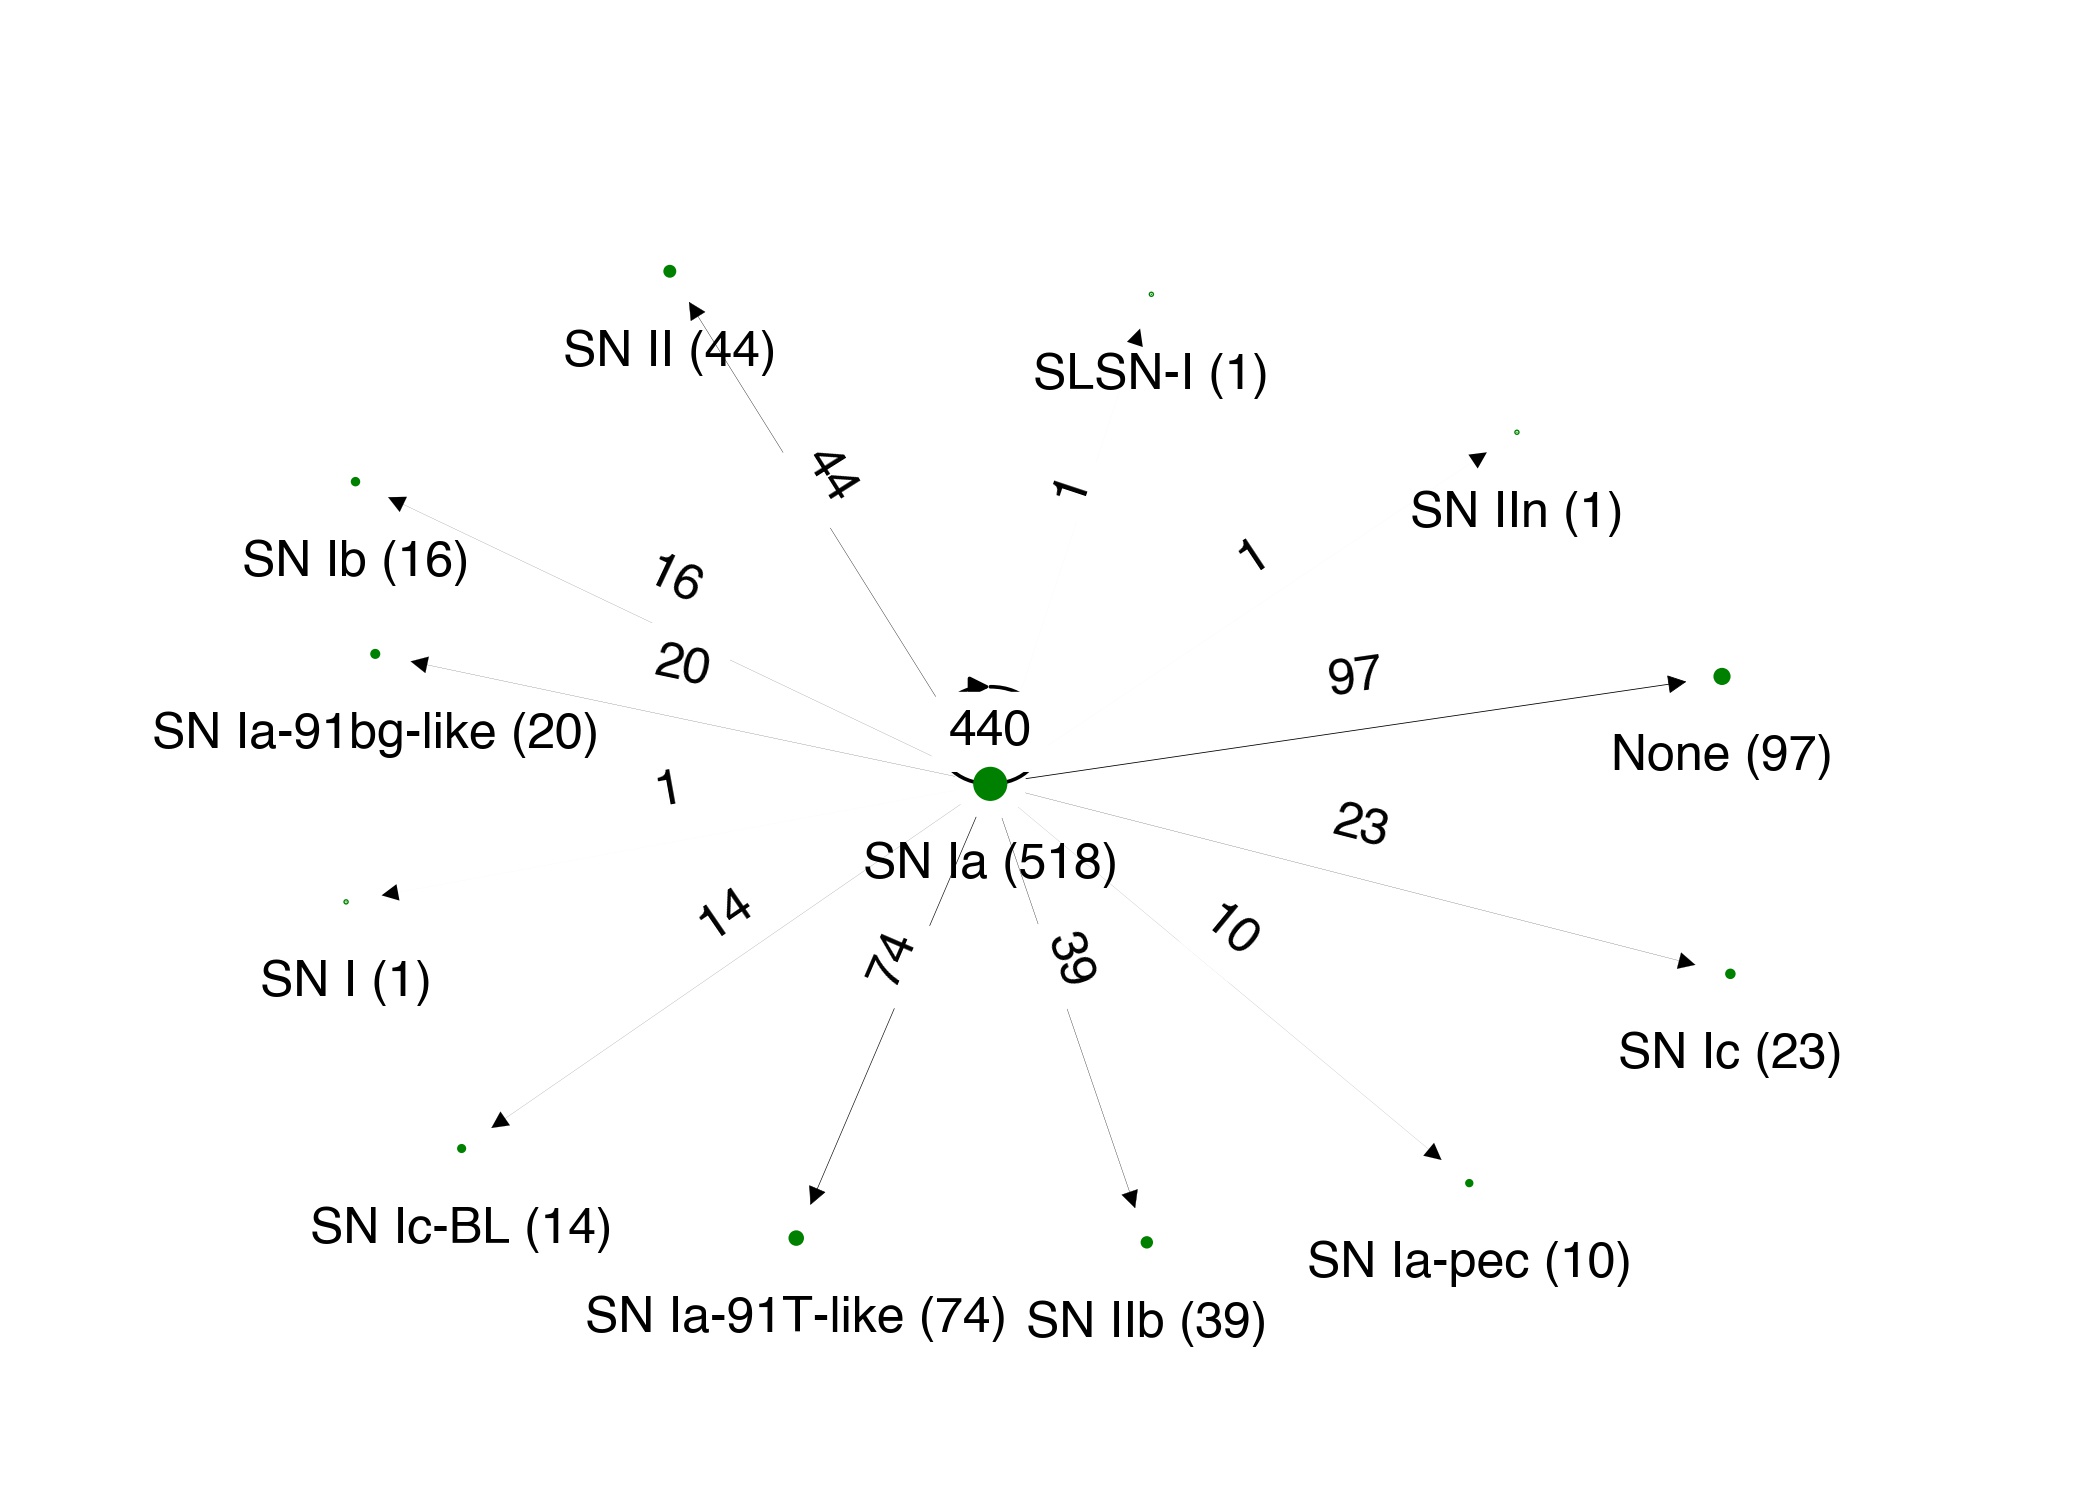 SN II (44)
SLSN-I (1)
44
1
SN IIn (1)
SN Ib (16)
1
16
20
97
SN Ia-91bg-like (20)
440
None (97)
1
23
SN Ia (518)
14
74
39
10
SN I (1)
SN Ic (23)
SN Ic-BL (14)
SN Ia-pec (10)
SN Ia-91T-like (74)
SN IIb (39)